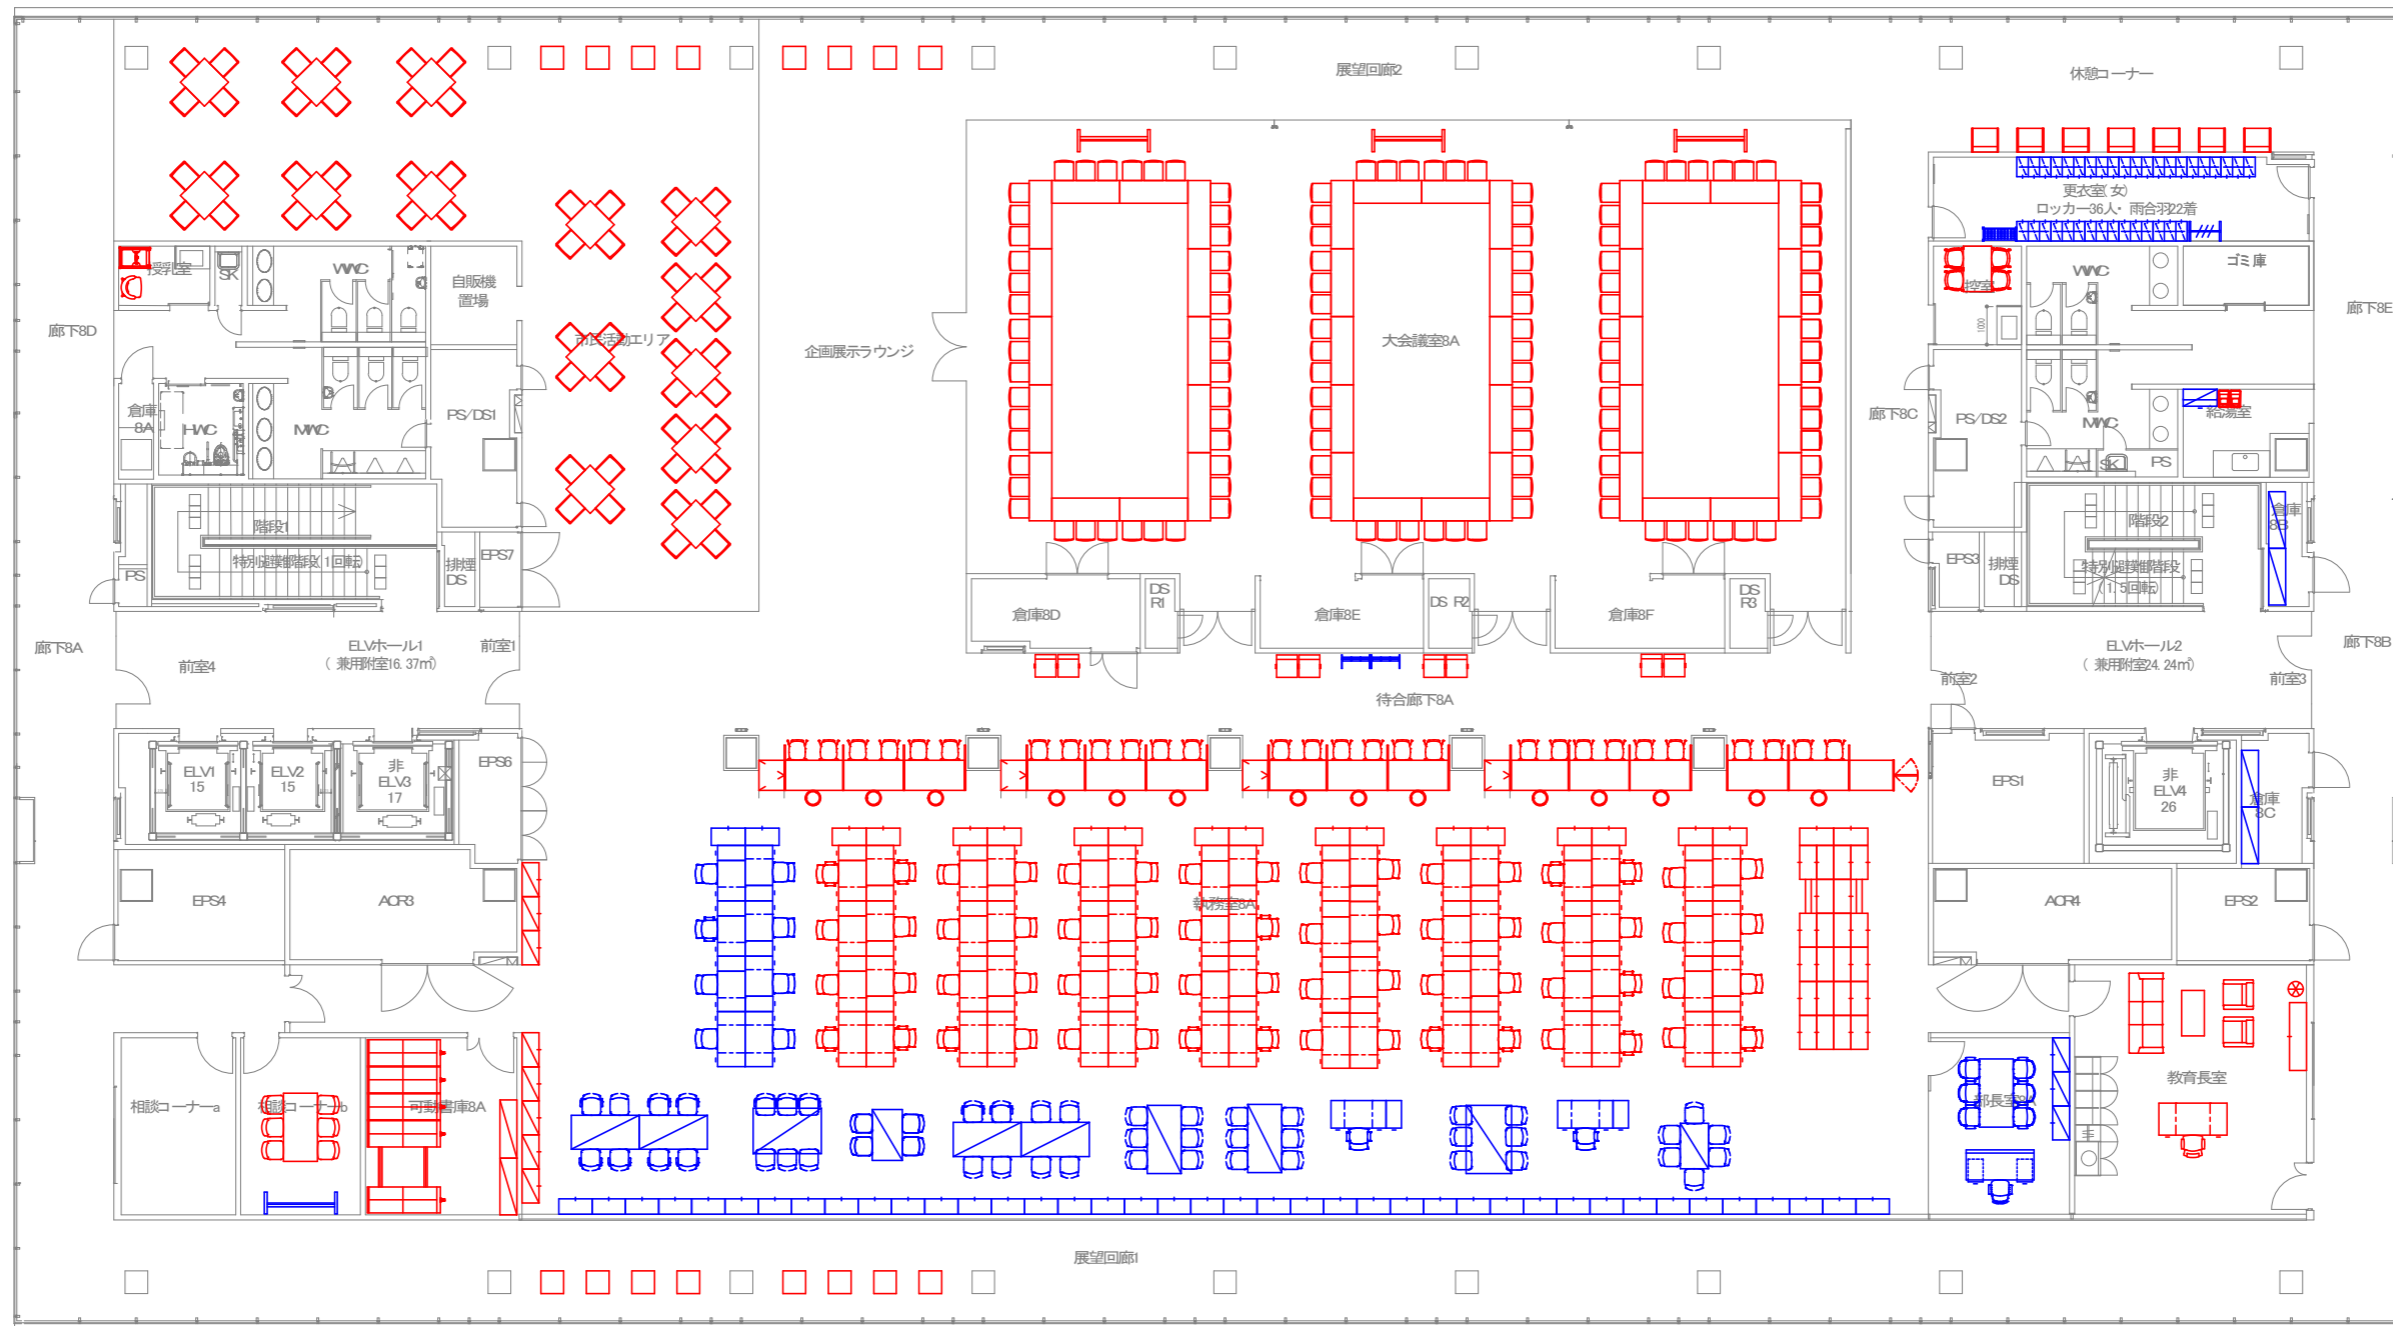 展望回廊2
休憩コーナー
更衣室(女)
ロッカー36人・雨合羽22着
授乳室
SK
WWC
自販機
置場
控室
1000
WWC
ゴミ庫
廊下8D
市民活動エリア
企画展示ラウンジ
大会議室8A
廊下8E
倉庫
8A
HWC
MWC
PS/DS1
廊下8C
PS/DS2
MWC
給湯室
SK
PS
階段1
特別避難階段(1回転)
PS
排煙
DS
EPS7
EPS3
排煙
DS
階段2
特別避難階段
(1.5回転)
倉庫
8B
倉庫8D
DS
R1
倉庫8E
DS R2
倉庫8F
DS
R3
廊下8A
前室4
ELVホール1
(兼用附室16.37㎡)
前室1
待合廊下8A
前室2
ELVホール2
(兼用附室24.24㎡)
前室3
廊下8B
ELV1
15
ELV2
15
非
ELV3
17
EPS6
EPS1
非
ELV4
26
倉庫
8C
EPS4
ACR3
執務室8A
ACR4
EPS2
相談コーナーa
相談コーナーb
可動書庫8A
部長室8A
教育長室
展望回廊1